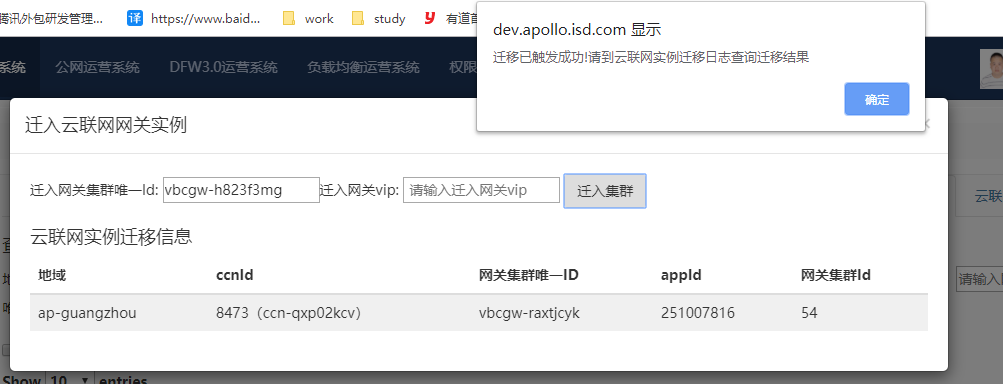 腾讯外包研发管理... 译 https://www.baid... work study 有道首
dev.apollo.isd.com 显示
迁移已触发成功!请到云联网实例迁移日志查询迁移结果
确定
系统 公网运营系统 DFW3.0运营系统 负载均衡运营系统 权限
迁入云联网网关实例
×
迁入网关集群唯一Id: vbcgw-h823f3mg 迁入网关vip: 请输入迁入网关vip 迁入集群
云联
云联网实例迁移信息
地域 ccnId 网关集群唯一ID appId 网关集群Id
请输入
ap-guangzhou 8473（ccn-qxp02kcv） vbcgw-raxtjcyk 251007816 54
Show 10 entries